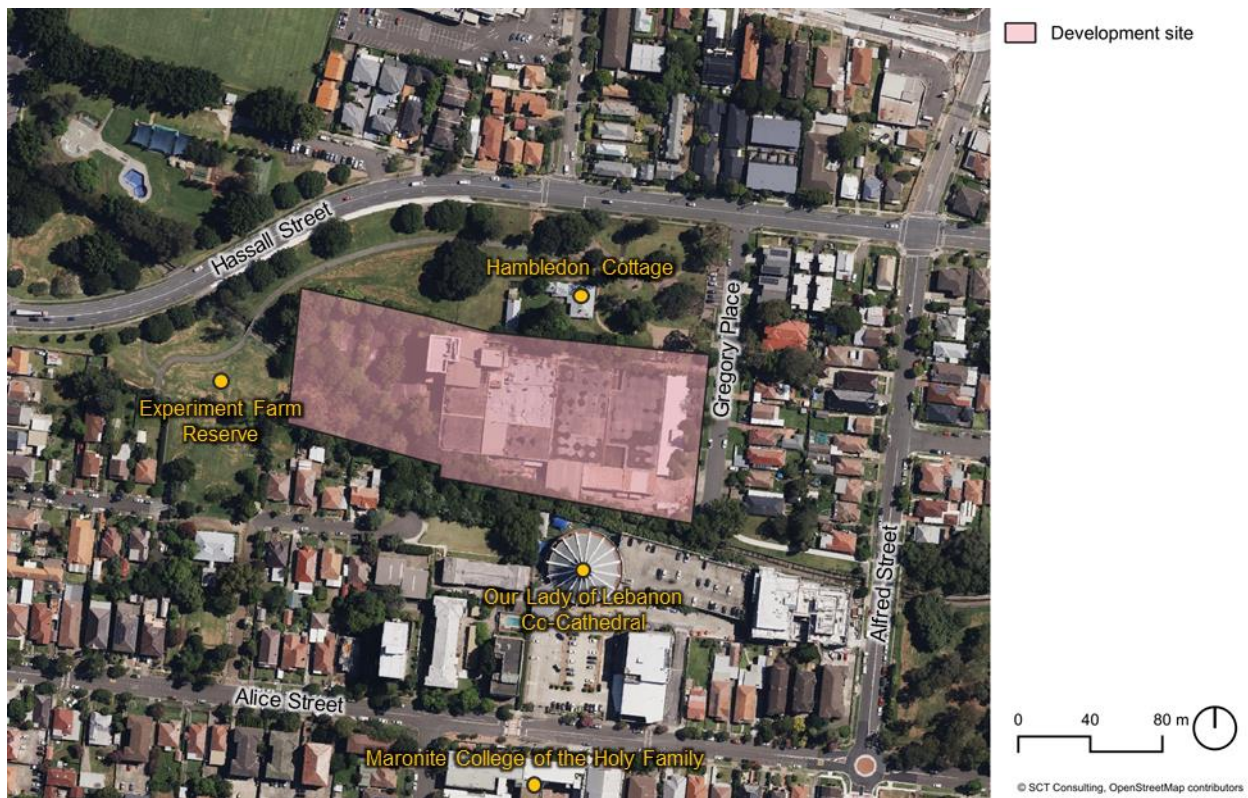 Development site
Hassall Street
Hambledon Cottage
Gregory Place
Experiment Farm
Reserve
Alfred Street
Our Lady of Lebanon
Co-Cathedral
Alice Street
Maronite College of the Holy Family
0 40 80 m
© SCT Consulting, OpenStreetMap contributors